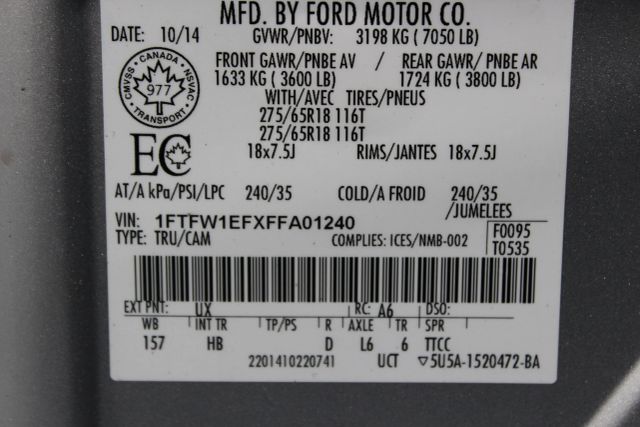 MFD. BY FORD MOTOR CO.
DATE: 10/14 GVWR/PNBV: 3198 KG ( 7050 LB)
FRONT GAWR/PNBE AV / REAR GAWR/ PNBE AR
1633 KG ( 3600 LB) 1724 KG ( 3800 LB)
WITH/AVEC TIRES/PNEUS
275/65R18 116T
275/65R18 116T
18x7.5J RIMS/JANTES 18x7.5J
CMVSS CANADA NSVAC
977
TRANSPORT
EC
AT/A kPa/PSI/LPC 240/35 COLD/A FROID 240/35
/JUMELEES
VIN: 1FTFW1EFXFFA01240
TYPE: TRU/CAM COMPLIES: ICES/NMB-002
F0095
T0535
EXT PNT: UX RC: A6 DSO:
WB INT TR TP/PS R AXLE TR SPR
157 HB D L6 6 TTCC
2201410220741 UCT ▽5U5A-1520472-BA